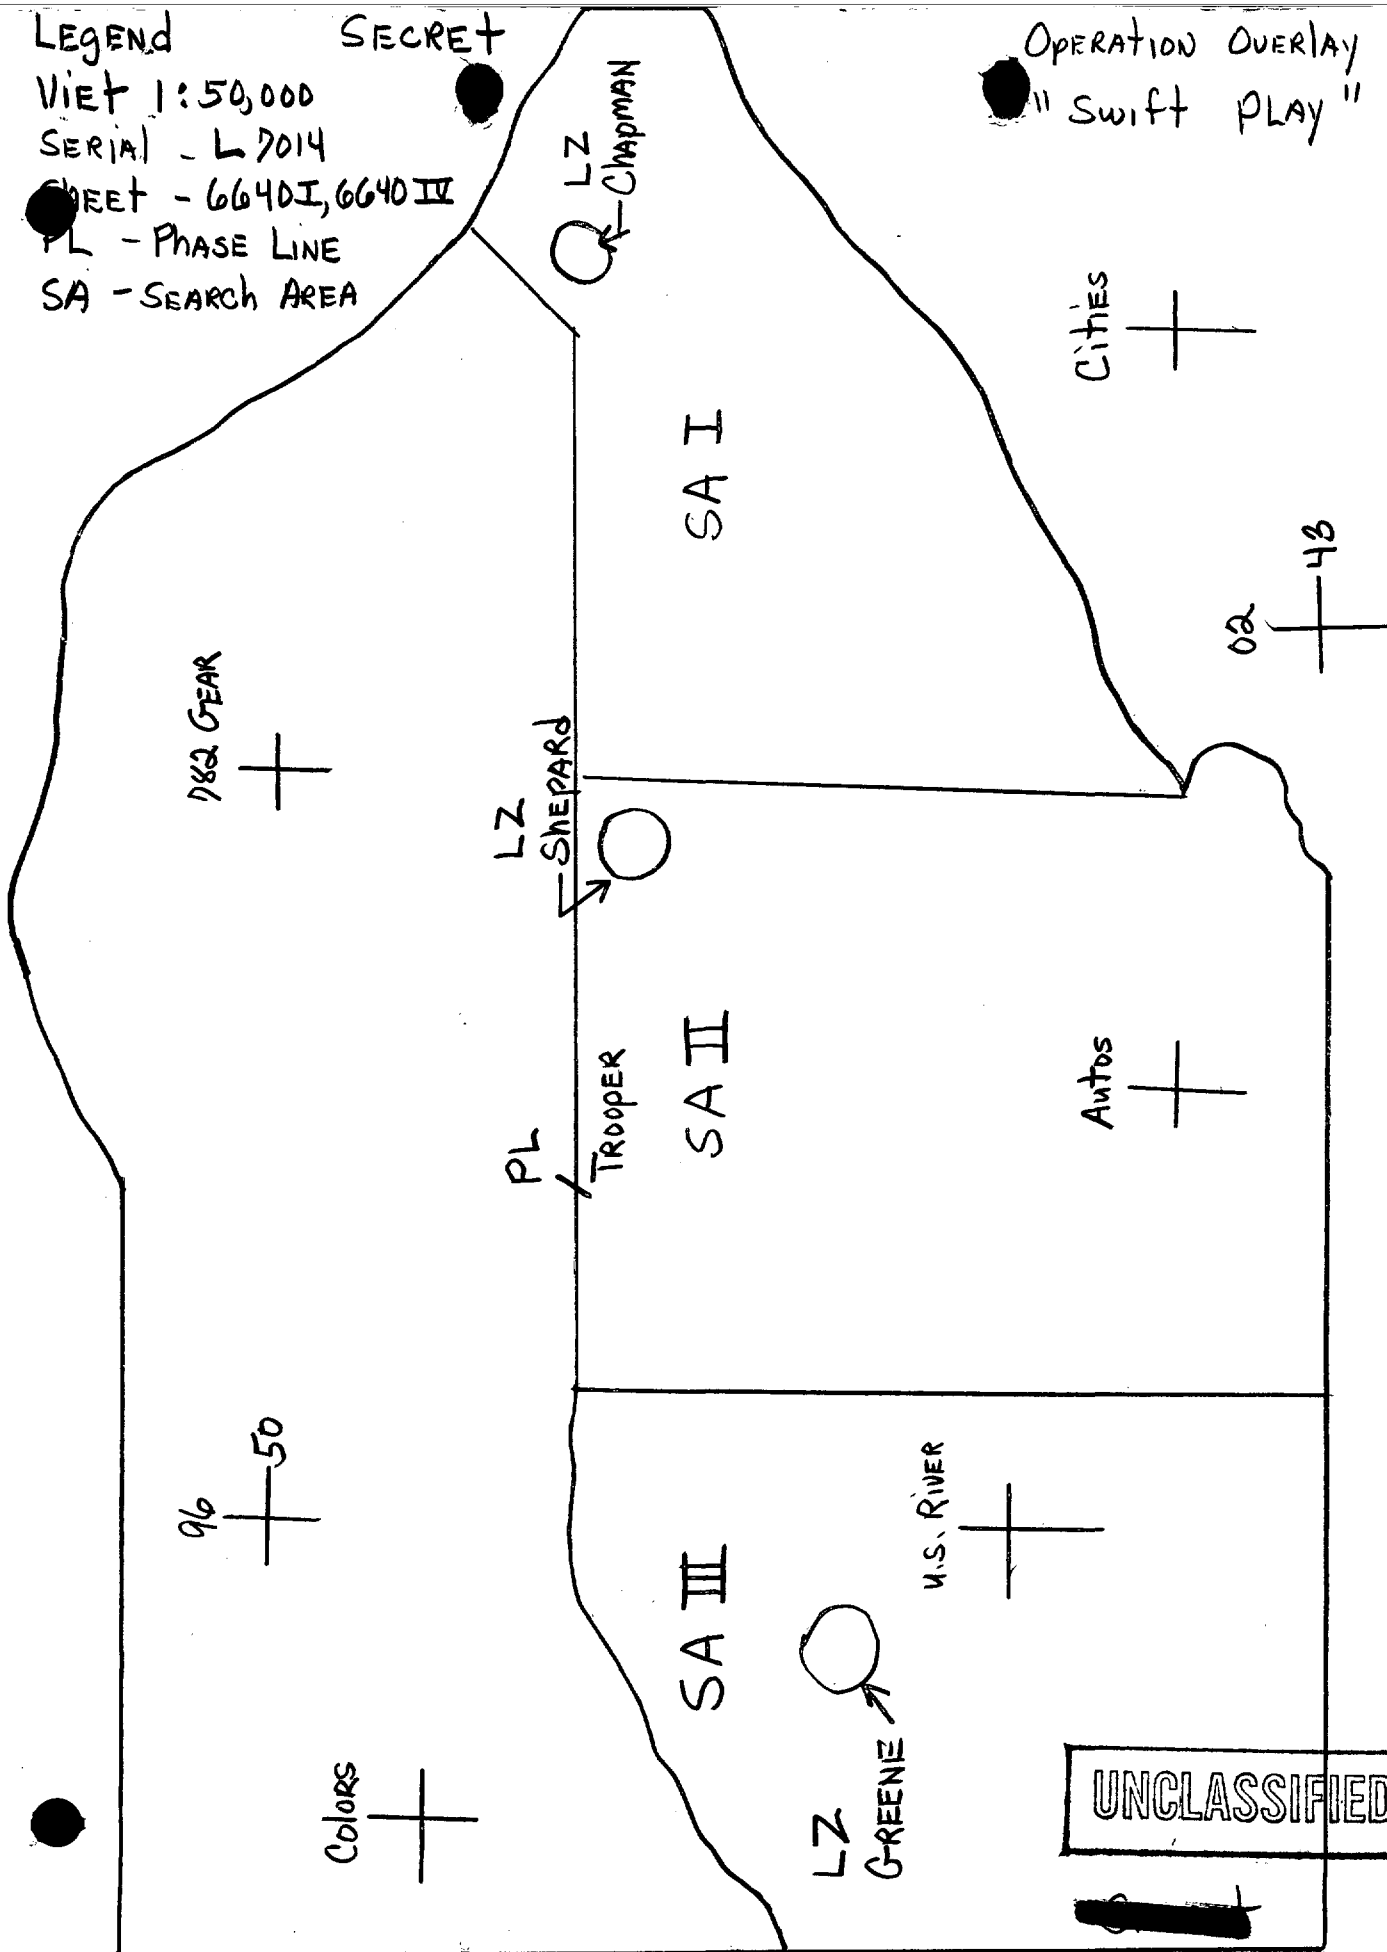 LEGENd
SECREt
ViEt 1:50,000
SERiAl - L7014
SHEEt - 6640I, 6640IV
PL - PHASE LINE
SA - SEARCh AREA
OPERATION OVERLAY
"Swift PLAY"
LZ
ChAPMAN
Cities
SA I
02
43
782 GEAR
LZ
ShEPARd
SA II
PL
TROOPER
Autos
96
50
U.S. RIVER
SA III
LZ
GREENE
Colors
UNCLASSIFIED